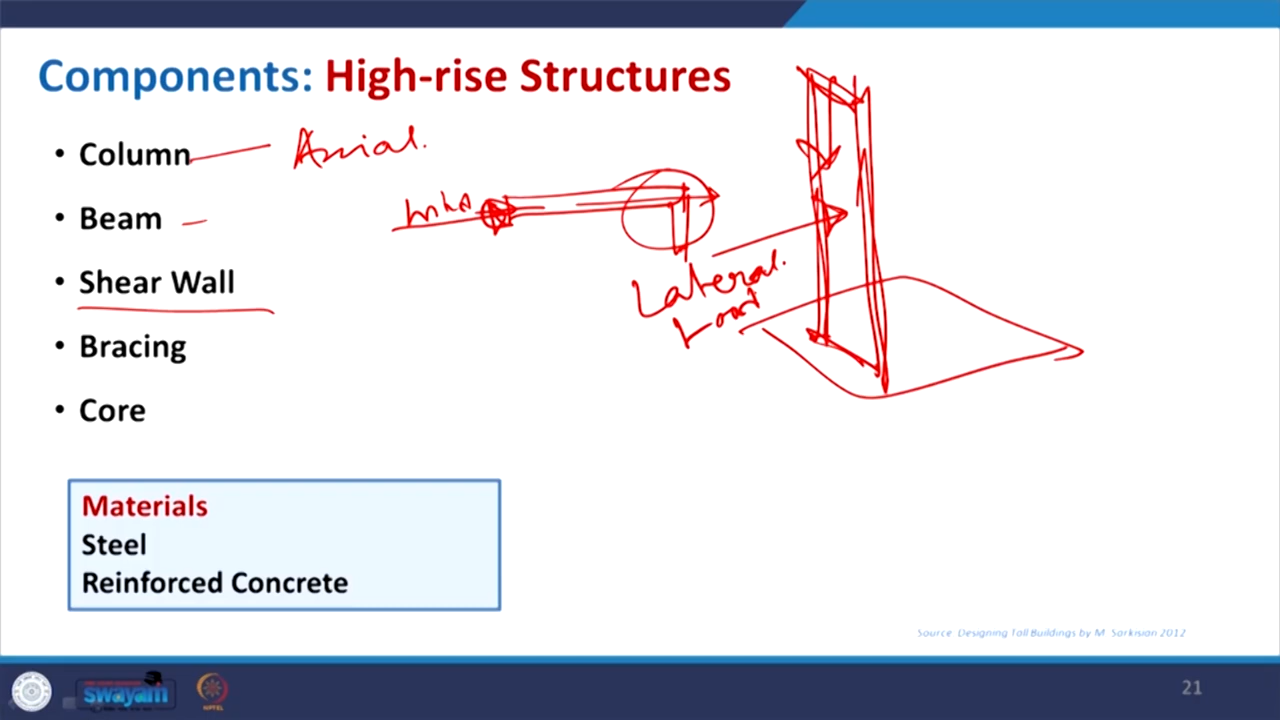 Components: High-rise Structures
• Column
Axial.
• Beam
• Shear Wall
Lateral.
Load
• Bracing
• Core
Materials
Steel
Reinforced Concrete
Source Designing Tall Buildings by M Sarkisian 2012
swayam
21